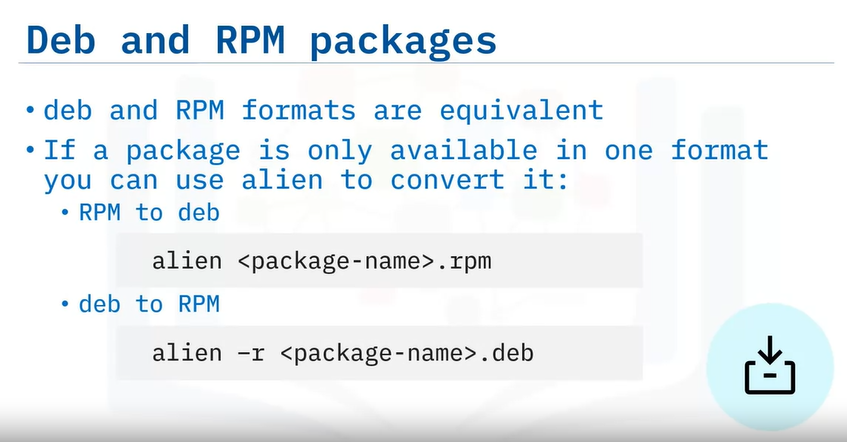 Deb and RPM packages
• deb and RPM formats are equivalent
• If a package is only available in one format
you can use alien to convert it:
• RPM to deb
alien <package-name>.rpm
• deb to RPM
alien –r <package-name>.deb